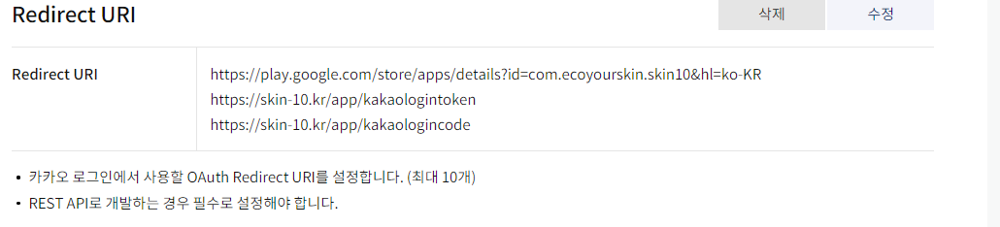 Redirect URI
삭제
수정
Redirect URI
https://play.google.com/store/apps/details?id=com.ecoyourskin.skin10&hl=ko-KR
https://skin-10.kr/app/kakaologintoken
https://skin-10.kr/app/kakaologincode
• 카카오 로그인에서 사용할 OAuth Redirect URI를 설정합니다. (최대 10개)
• REST API로 개발하는 경우 필수로 설정해야 합니다.